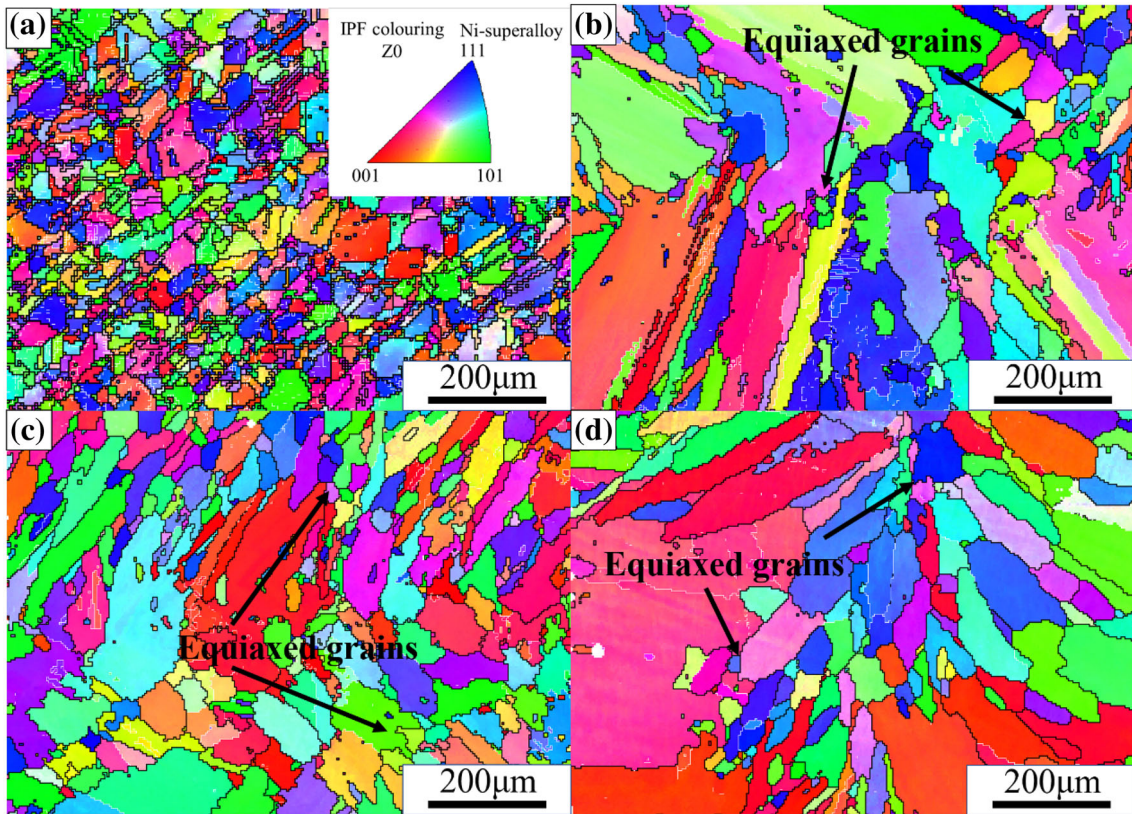 (a)
IPF colouring Ni-superalloy
Z0 111
001 101
200μm
(b)
Equiaxed grains
200μm
(c)
Equiaxed grains
200μm
(d)
Equiaxed grains
200μm